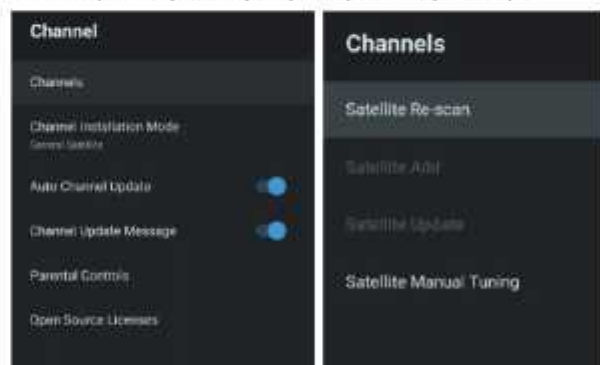 Channel
Channels
Channel Installation Mode
General Satellite
Auto Channel Update
Channel Update Message
Parental Controls
Open Source Licenses
Channels
Satellite Re-scan
Satellite Add
Satellite Update
Satellite Manual Tuning